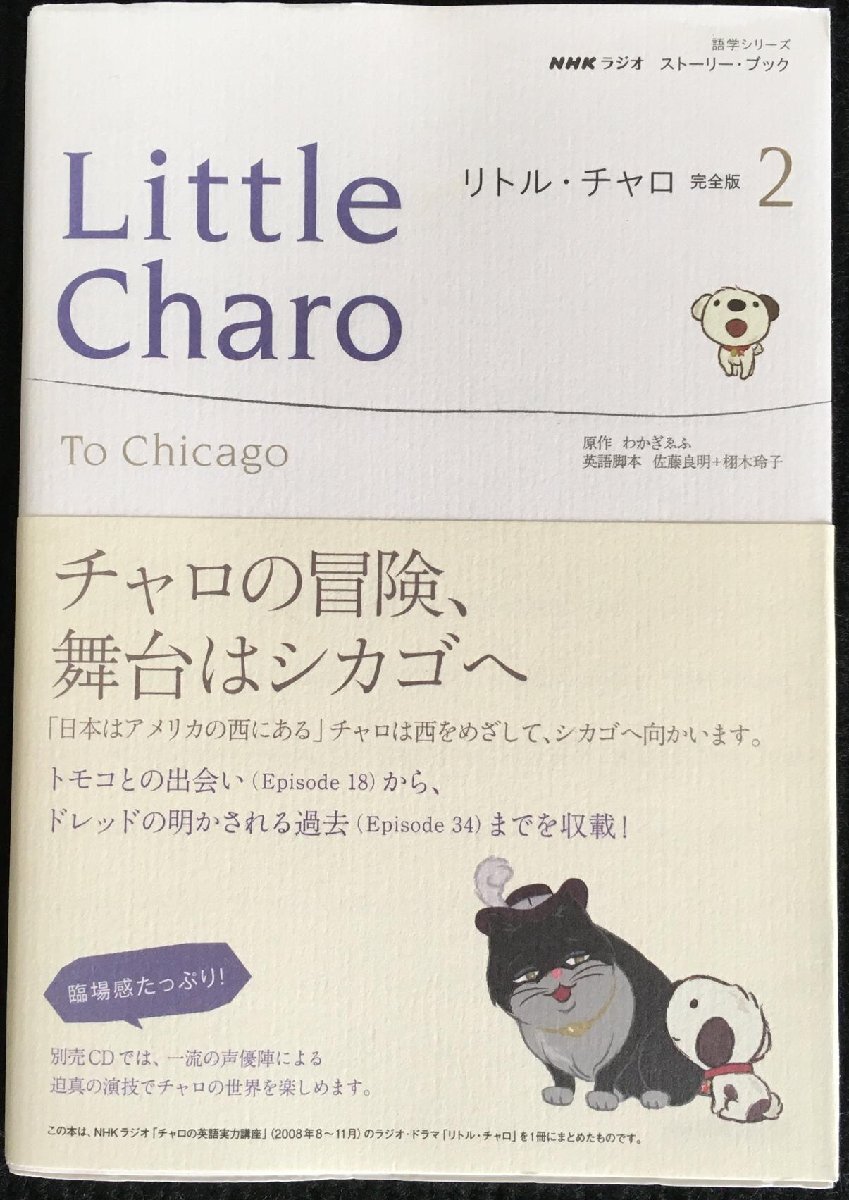 語学シリーズ
NHKラジオ ストーリー・ブック
Little
Charo
リトル・チャロ 完全版 2
To Chicago
原作 わかぎゑふ
英語脚本 佐藤良明+栩木玲子
チャロの冒険、
舞台はシカゴへ
「日本はアメリカの西にある」チャロは西をめざして、シカゴへ向かいます。
トモコとの出会い(Episode 18)から、
ドレッドの明かされる過去(Episode 34)までを収載!
臨場感たっぷり!
別売CDでは、一流の声優陣による
迫真の演技でチャロの世界を楽しめます。
この本は、NHKラジオ「チャロの英語実力講座」(2008年8～11月)のラジオ・ドラマ「リトル・チャロ」を1冊にまとめたものです。